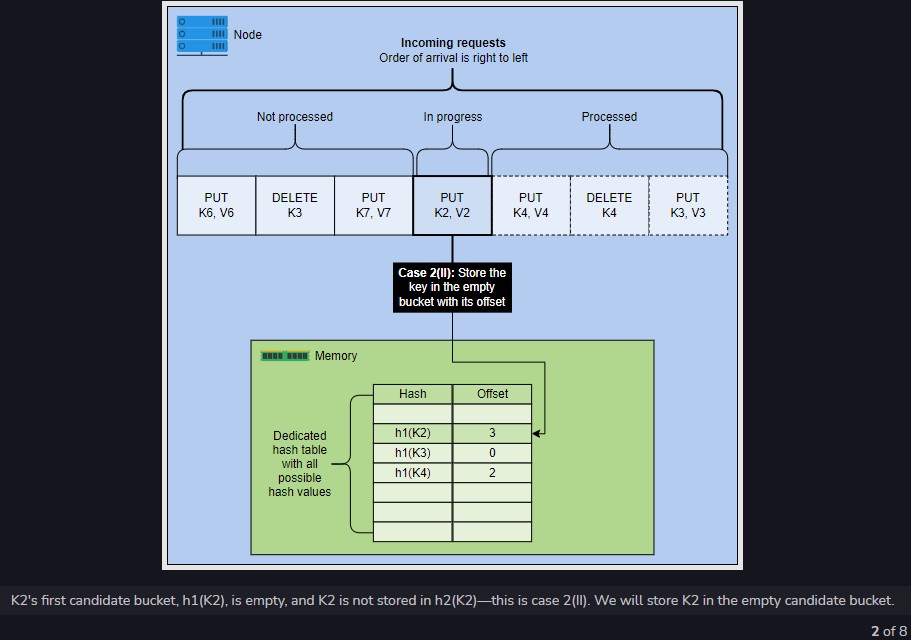 Node
Incoming requests
Order of arrival is right to left
Not processed
In progress
Processed
PUT
K6, V6
DELETE
K3
PUT
K7, V7
PUT
K2, V2
PUT
K4, V4
DELETE
K4
PUT
K3, V3
Case 2(II): Store the
key in the empty
bucket with its offset
Memory
Hash
Offset
h1(K2)
3
h1(K3)
0
h1(K4)
2
Dedicated
hash table
with all
possible
hash values
K2's first candidate bucket, h1(K2), is empty, and K2 is not stored in h2(K2)—this is case 2(II). We will store K2 in the empty candidate bucket.
2 of 8